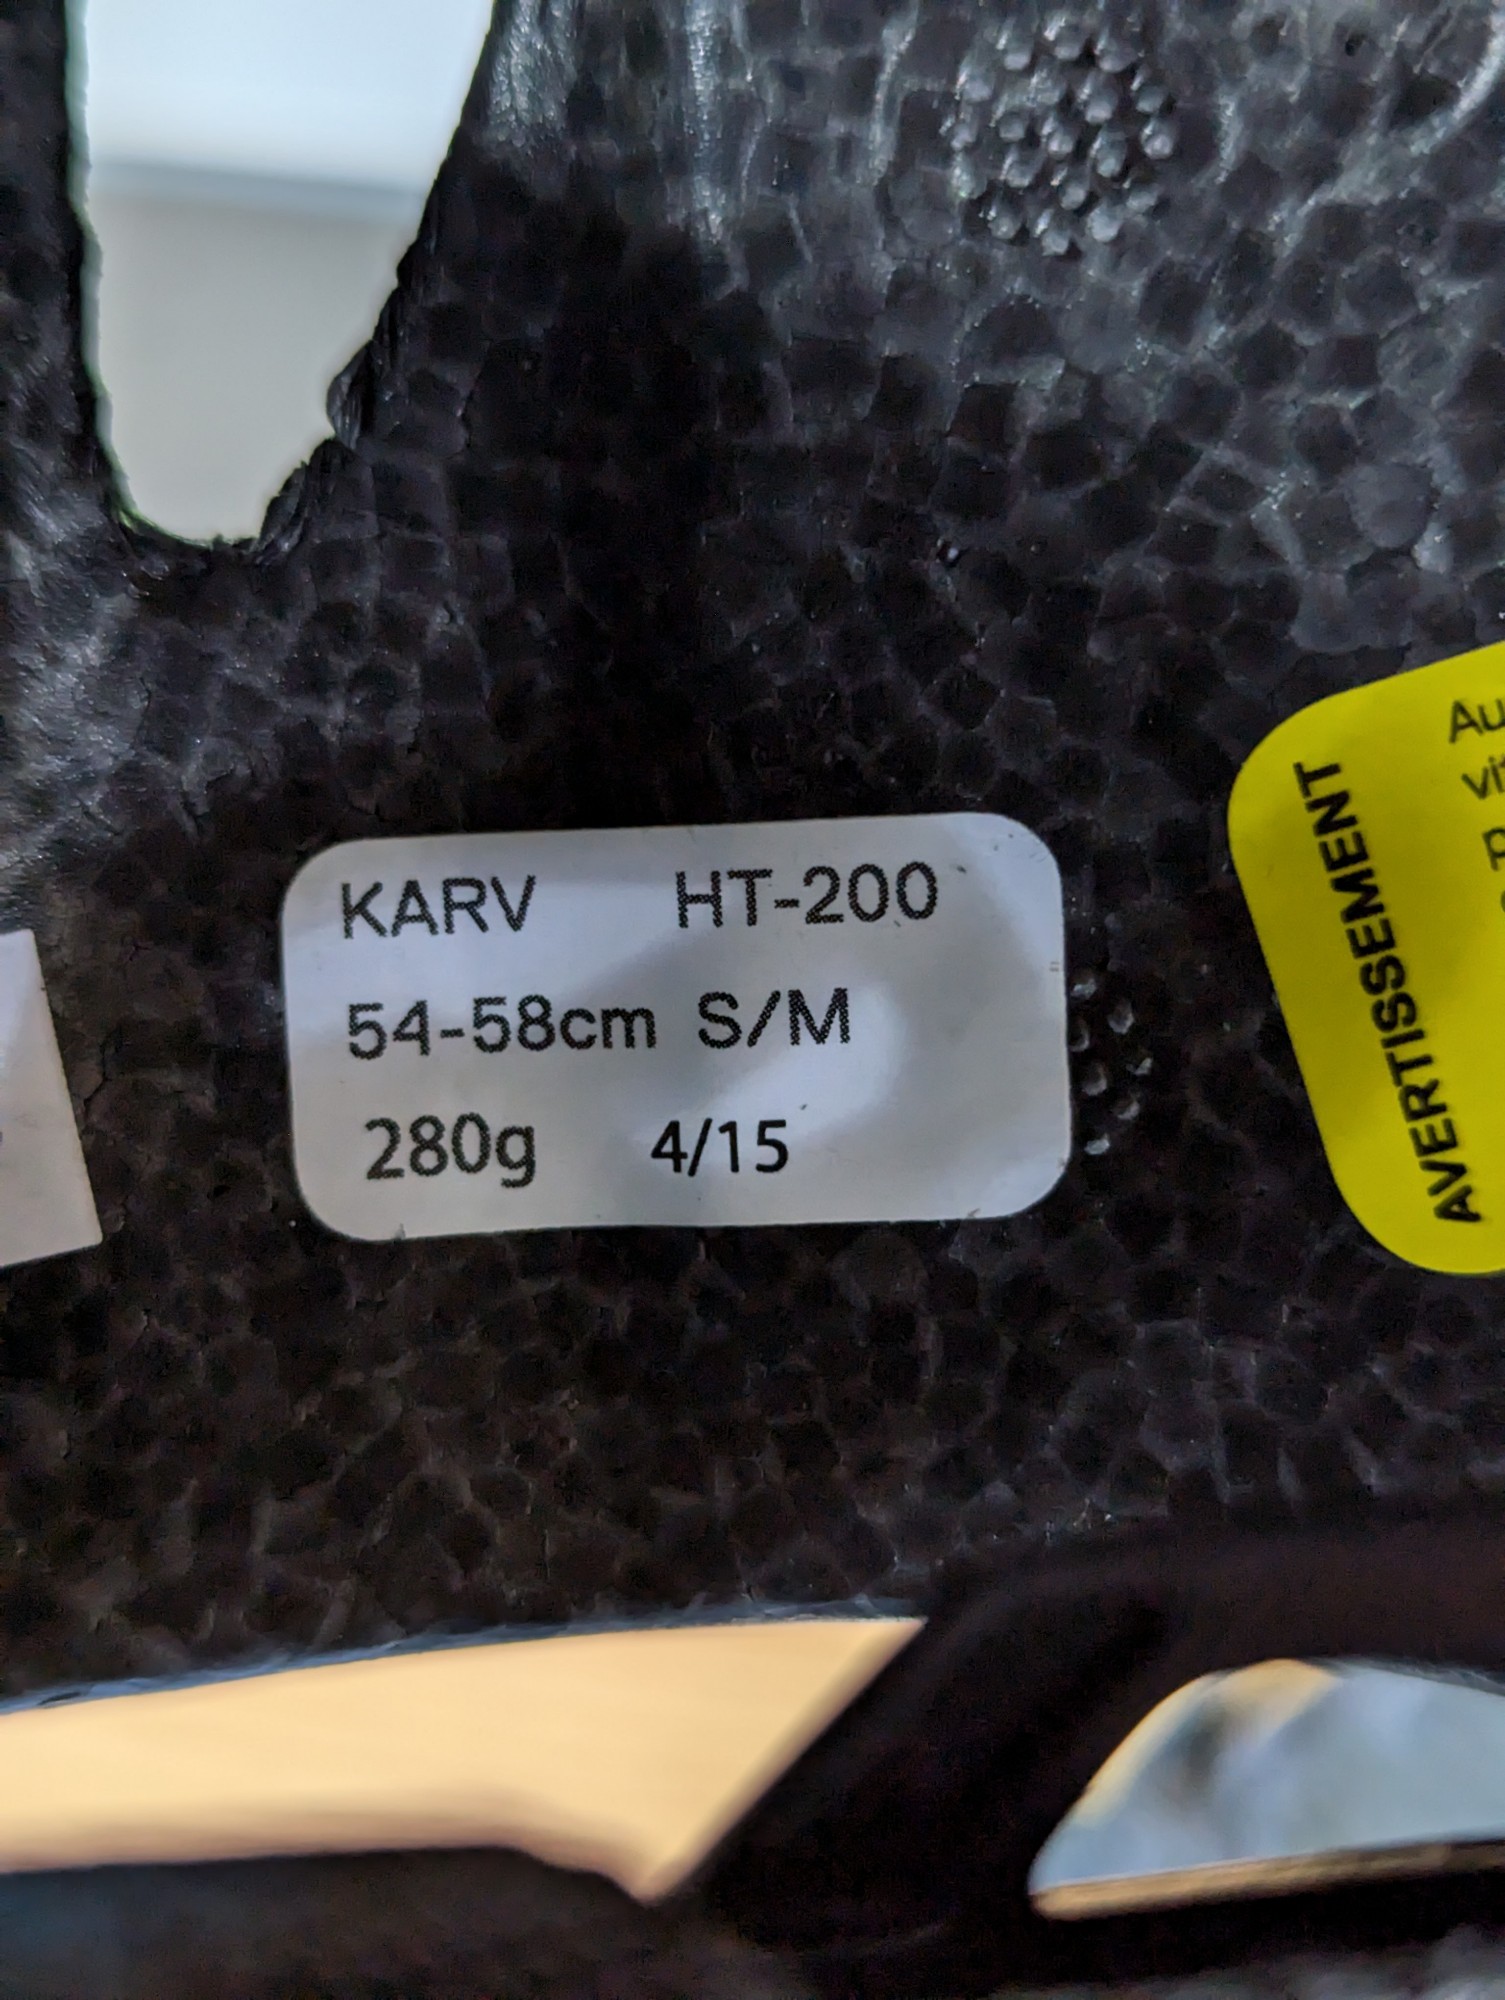 KARV HT-200
54-58cm S/M
280g 4/15
AVERTISSEMENT